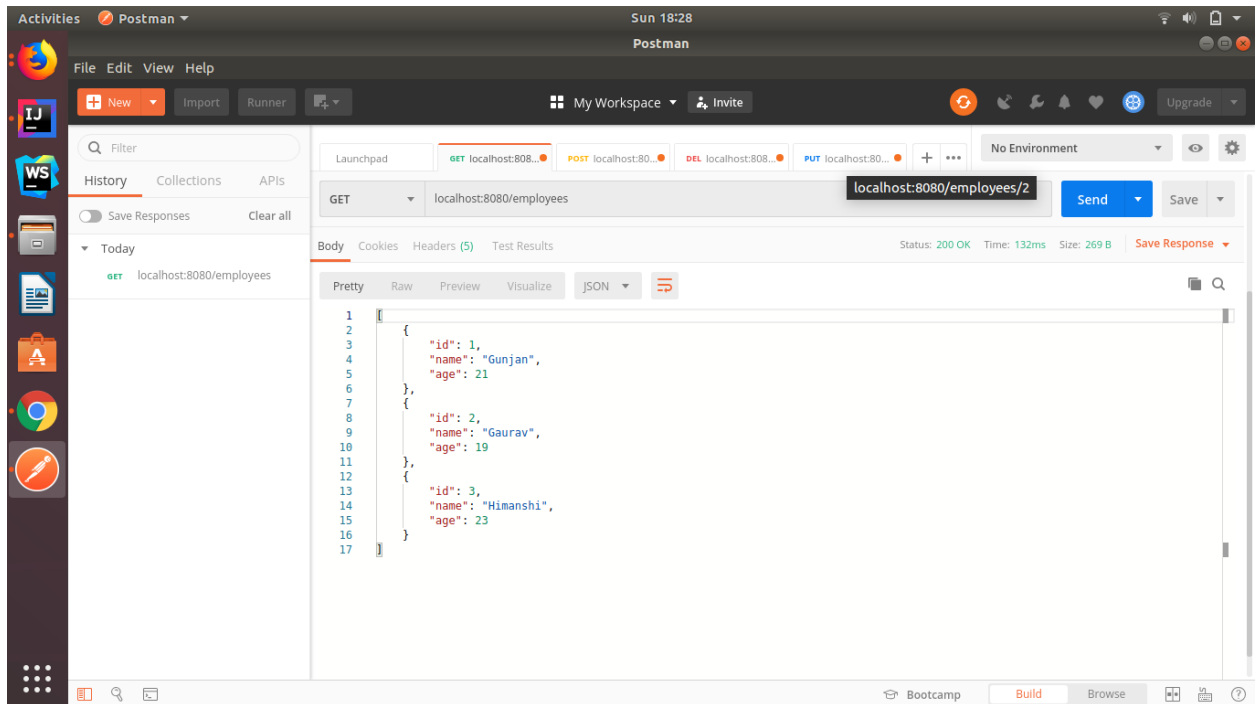 Activities Postman Sun 18:28
Postman
File Edit View Help
New Import Runner My Workspace Invite Upgrade
Filter
History Collections APIs
Save Responses Clear all
Today
GET localhost:8080/employees
Launchpad GET localhost:808... POST localhost:80... DEL localhost:808... PUT localhost:80... + ••• No Environment
GET localhost:8080/employees localhost:8080/employees/2 Send Save
Body Cookies Headers (5) Test Results Status: 200 OK Time: 132ms Size: 269 B Save Response
Pretty Raw Preview Visualize JSON
1 [
2 {
3 "id": 1,
4 "name": "Gunjan",
5 "age": 21
6 },
7 {
8 "id": 2,
9 "name": "Gaurav",
10 "age": 19
11 },
12 {
13 "id": 3,
14 "name": "Himanshi",
15 "age": 23
16 }
17 ]
Bootcamp Build Browse
IJ
WS